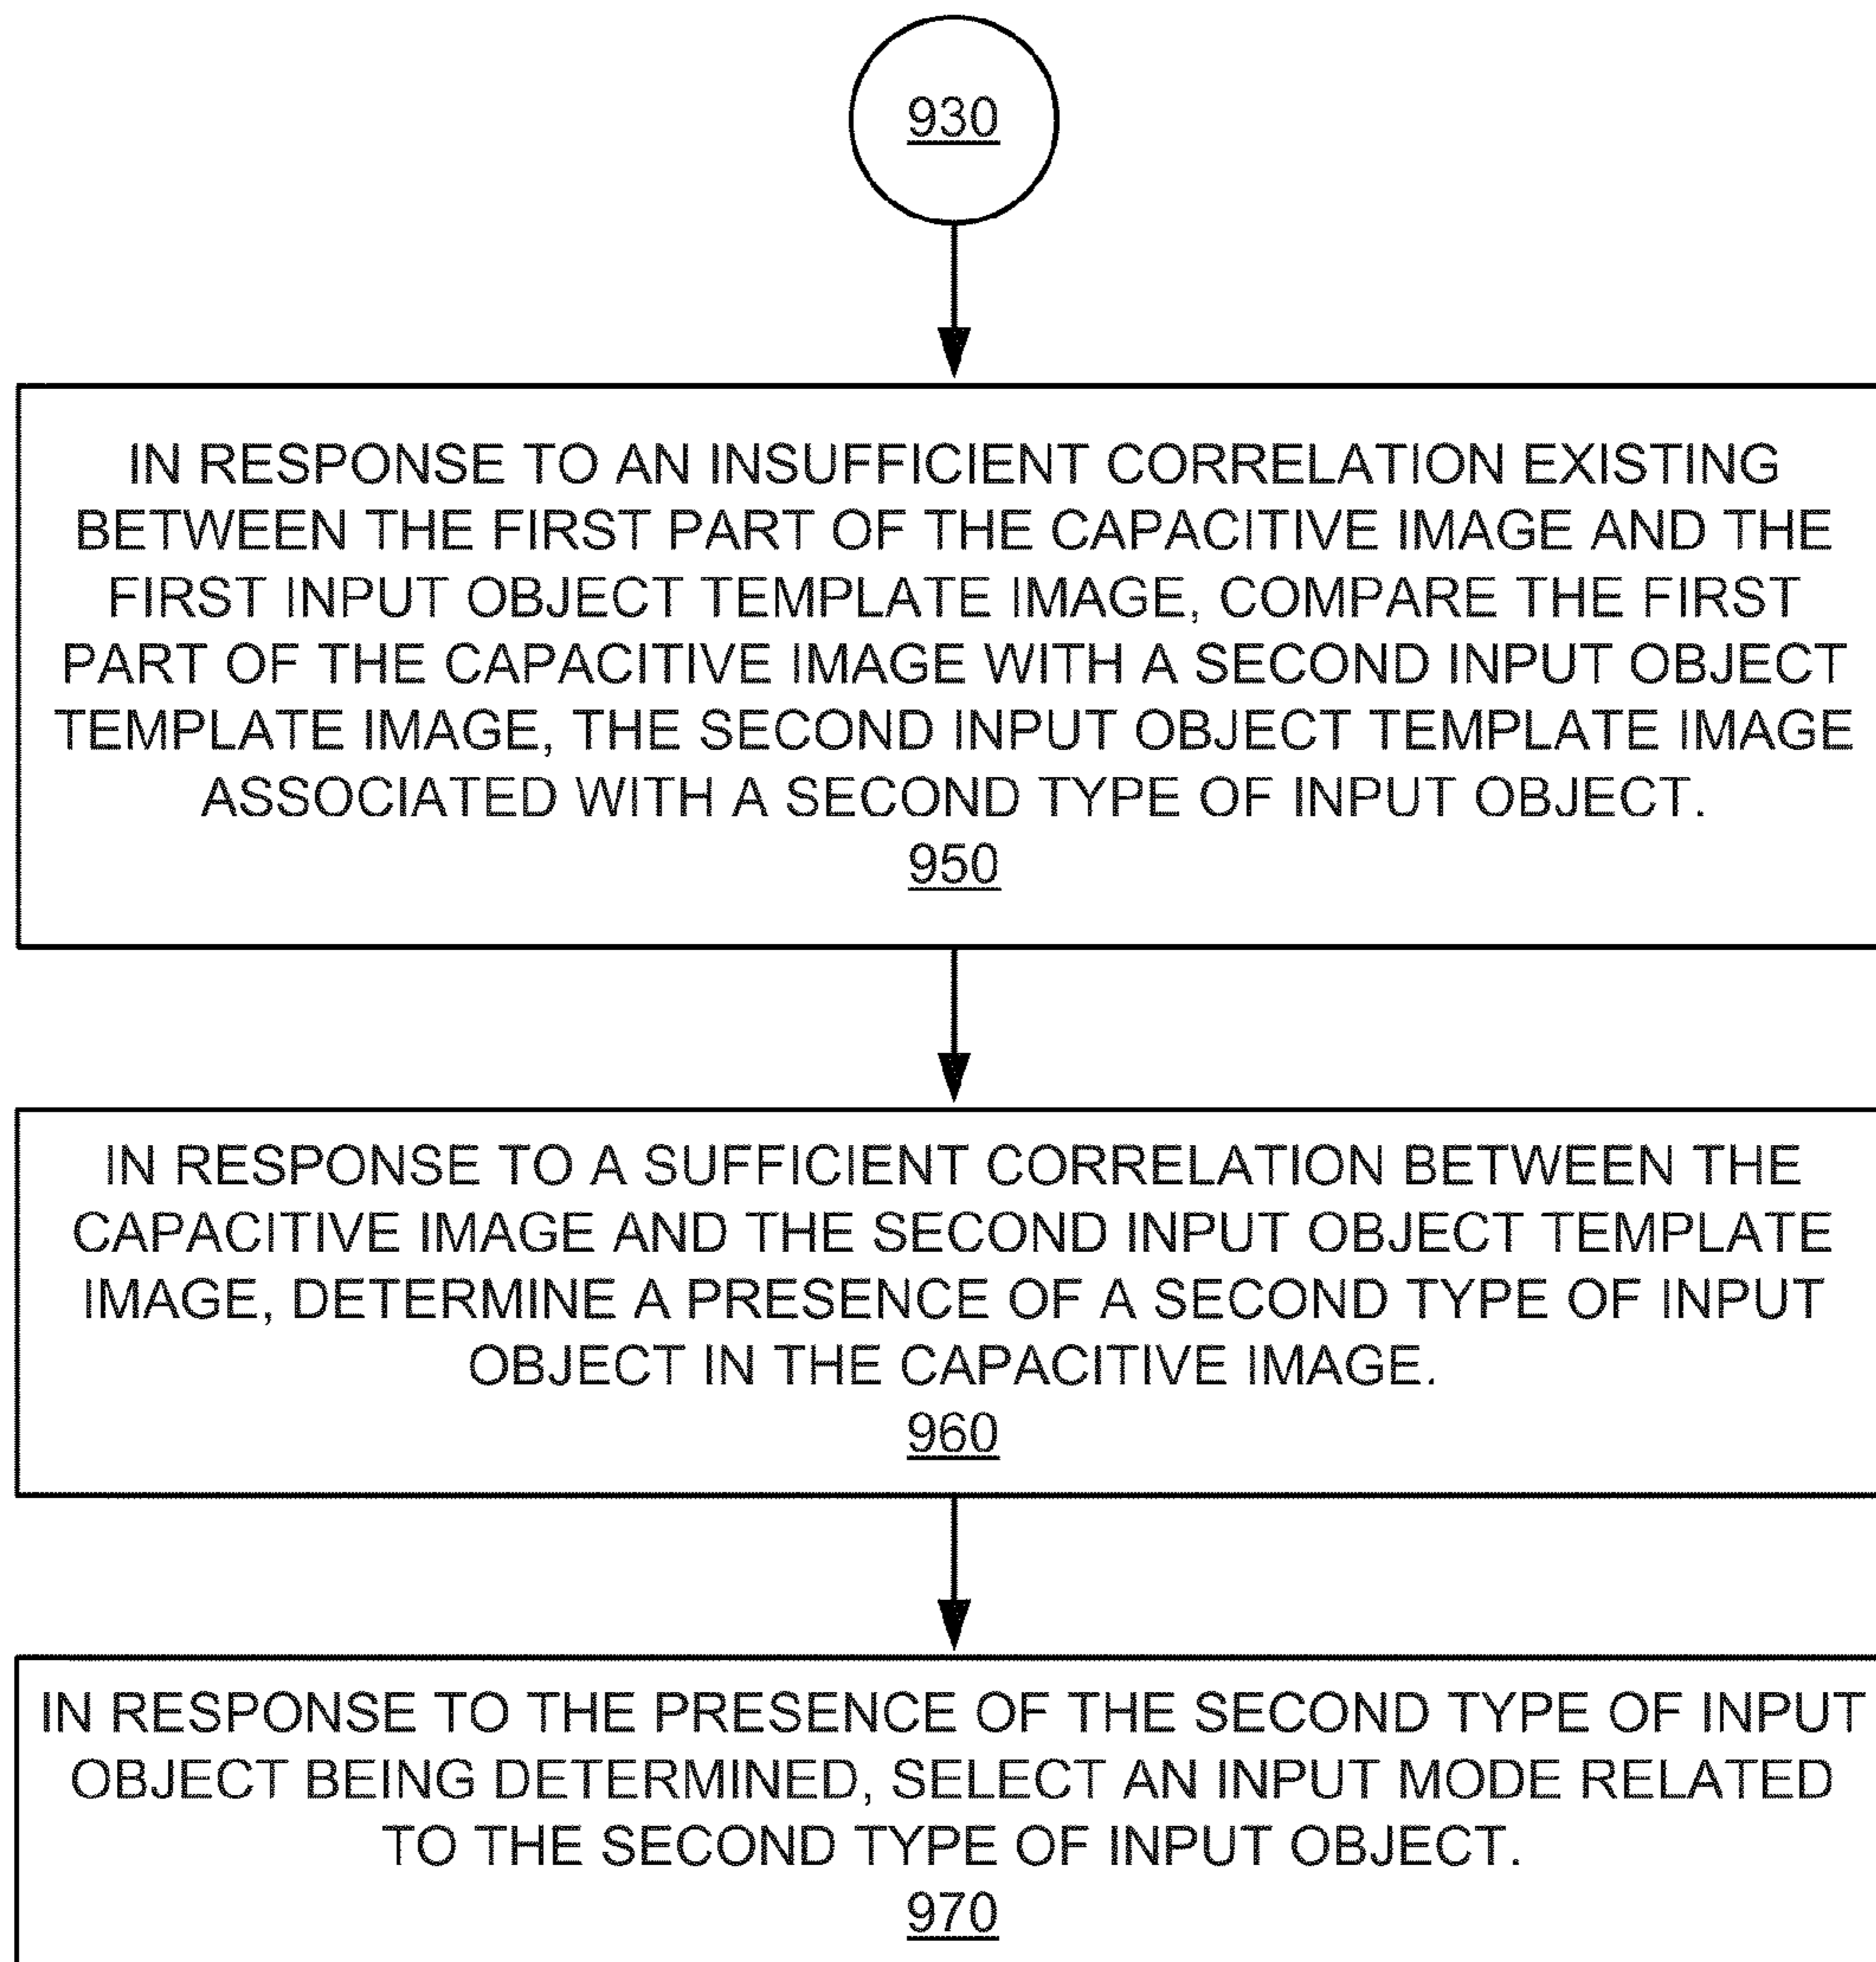 930
IN RESPONSE TO AN INSUFFICIENT CORRELATION EXISTING
BETWEEN THE FIRST PART OF THE CAPACITIVE IMAGE AND THE
FIRST INPUT OBJECT TEMPLATE IMAGE, COMPARE THE FIRST
PART OF THE CAPACITIVE IMAGE WITH A SECOND INPUT OBJECT
TEMPLATE IMAGE, THE SECOND INPUT OBJECT TEMPLATE IMAGE
ASSOCIATED WITH A SECOND TYPE OF INPUT OBJECT.
950
IN RESPONSE TO A SUFFICIENT CORRELATION BETWEEN THE
CAPACITIVE IMAGE AND THE SECOND INPUT OBJECT TEMPLATE
IMAGE, DETERMINE A PRESENCE OF A SECOND TYPE OF INPUT
OBJECT IN THE CAPACITIVE IMAGE.
960
IN RESPONSE TO THE PRESENCE OF THE SECOND TYPE OF INPUT
OBJECT BEING DETERMINED, SELECT AN INPUT MODE RELATED
TO THE SECOND TYPE OF INPUT OBJECT.
970